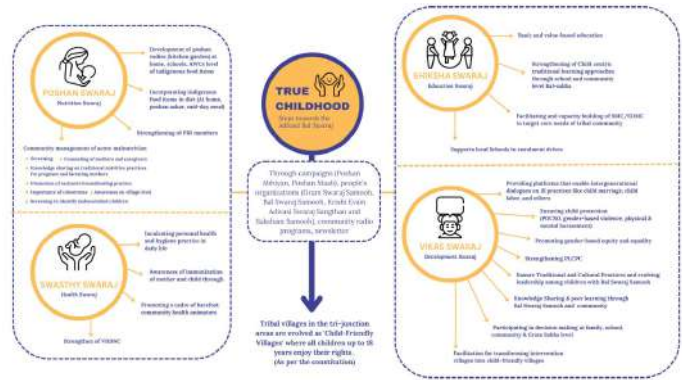 POSHAN SWARAJ
(Nutrition Swaraj)
Development of poshan
vadies (kitchen garden) at
home, schools, AWCs level
of indigenous food items
Incorporating indigenous
food items in diet (At home,
poshan aahar, mid-day meal)
Strengthening of PRI members
Community management of acute malnutrition
Screening
Counseling of mothers and caregivers
Knowledge sharing on traditional nutrition practices
for pregnant and lactating mothers
Promotion of exclusive breastfeeding practice
Importance of colostrum
Awareness on village level
Screening to identify malnourished children
SWASTHY SWARAJ
(Health Swaraj)
Inculcating personal health
and hygiene practice in
daily life
Awareness of immunization
of mother and child through
Promoting a cadre of barefoot
community health animators
Strengthen of VHSNC
TRUE
CHILDHOOD
Steps towards the
Through campaigns (Poshan
Abhiyan, Poshan Maah), people's
organizations (Gram Swaraj Samooh,
Bal Swaraj Samooh, Krishi Evam
Adivasi Swaraj Sangthan and
Saksham Samooh), community radio
programs, newsletter
Tribal villages in the tri-junction
areas are evolved as 'Child-Friendly
Villages' where all children up to 18
years enjoy their rights.
(As per the constitution)
SHIKSHA SWARAJ
(Education Swaraj)
Basic and value-based education
Strengthening of Child-centric
traditional learning approaches
through school and community
level Bal-sabha
Facilitating and capacity building of SMC/SDMC
to target core needs of tribal community
Supports local Schools in enrolment drives
VIKAS SWARAJ
(Development Swaraj)
Providing platforms that enable intergenerational
dialogues on ill practices like child marriage, child
labor, and others
Ensuring child protection
(POCSO, gender-based violence, physical &
mental harassment)
Promoting gender-based equity and equality
Strengthening PLCPC
Ensure Traditional and Cultural Practices and evolving
leadership among children with Bal Swaraj Samooh
Knowledge Sharing & peer learning through
Bal Swaraj Samooh and community
Participating in decision making at family, school
community & Gram Sabha level
Facilitation for transforming intervention
villages into child-friendly villages